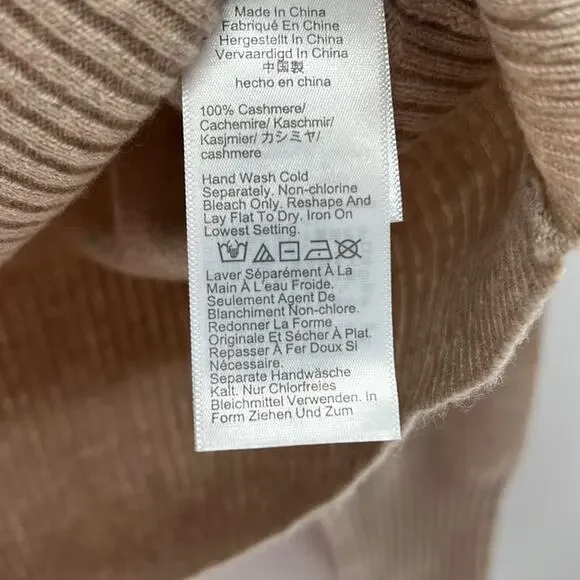 Made In China
Fabriqué En Chine
Hergestellt In China
Vervaardigd In China
中国製
hecho en china
100% Cashmere/
Cachemire/ Kaschmir/
Kasjmier/ カシミヤ/
cashmere
Hand Wash Cold
Separately. Non-chlorine
Bleach Only. Reshape And
Lay Flat To Dry. Iron On
Lowest Setting.
Laver Séparément À La
Main À L'eau Froide.
Seulement Agent De
Blanchiment Non-chlore.
Redonner La Forme
Originale Et Sécher À Plat.
Repasser À Fer Doux Si
Nécessaire.
Separate Handwäsche
Kalt. Nur Chlorfreies
Bleichmittel Verwenden. In
Form Ziehen Und Zum